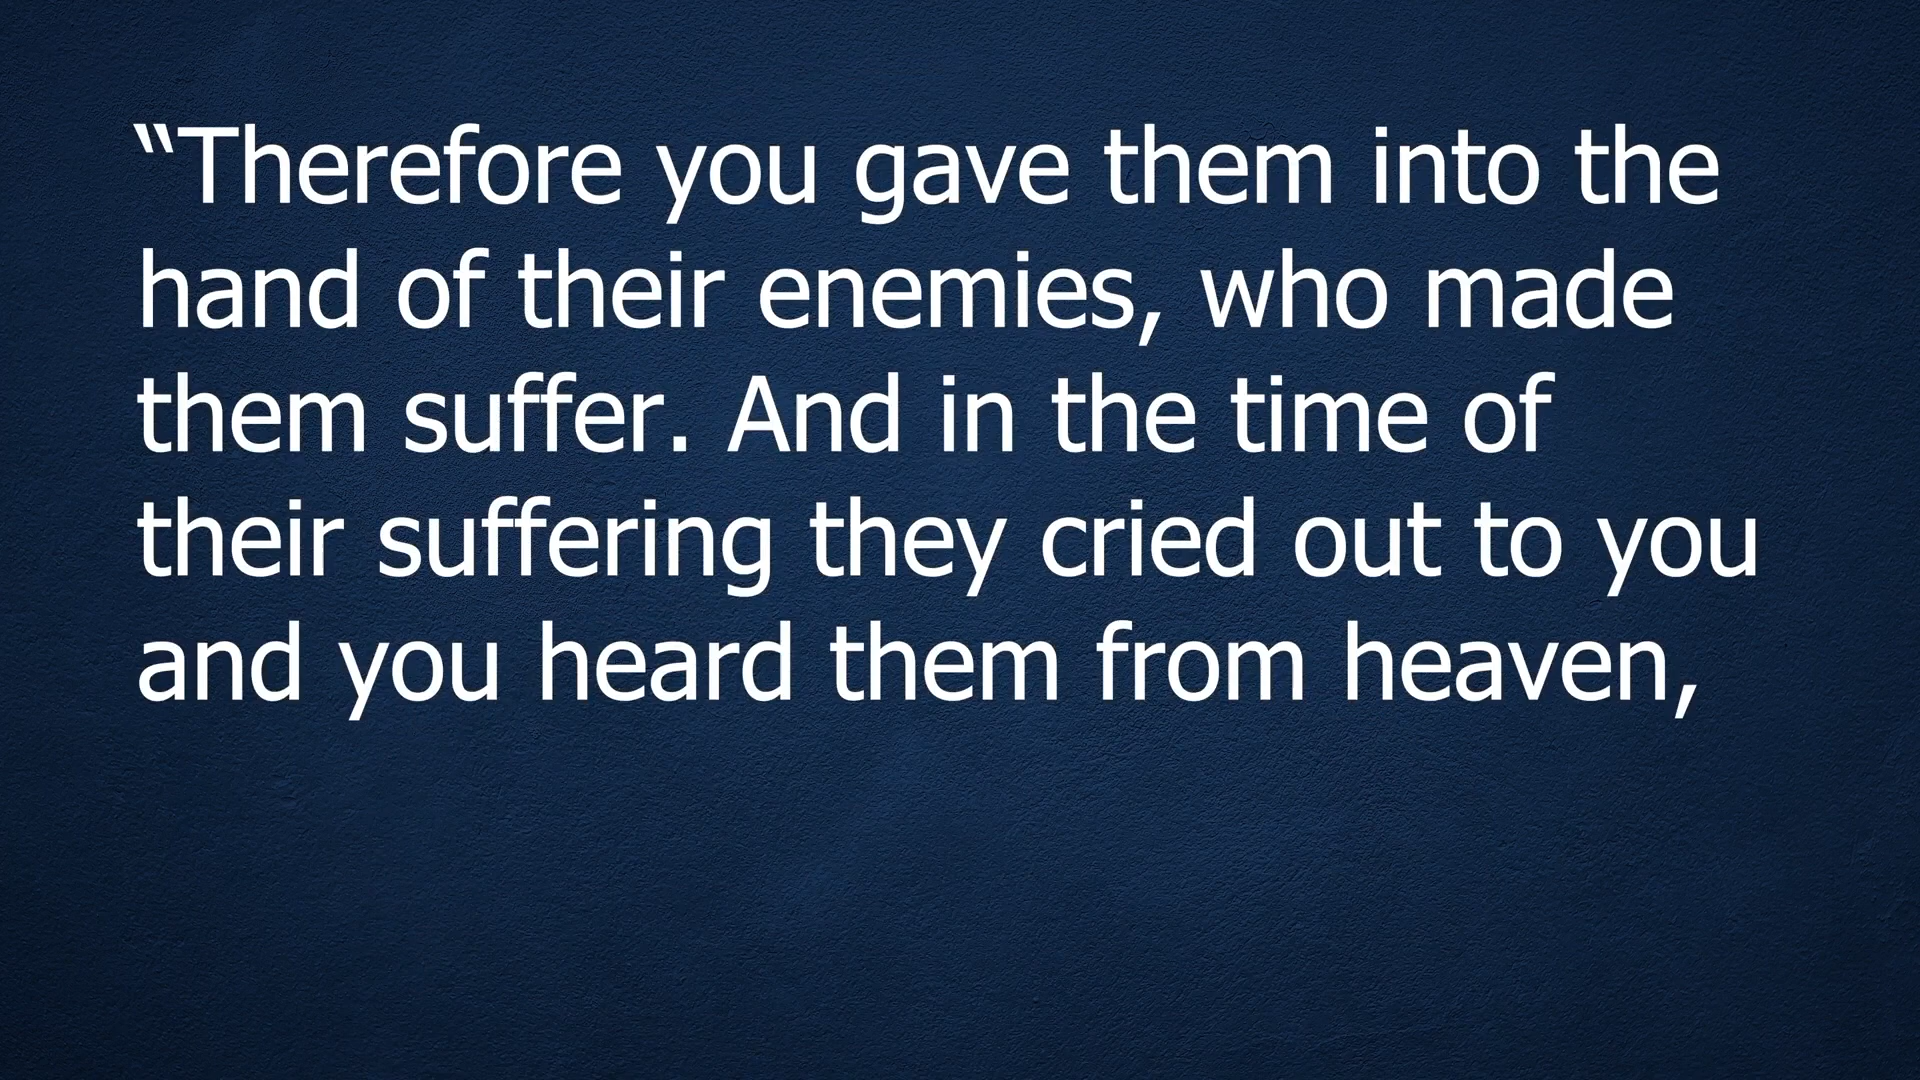 “Therefore you gave them into the
hand of their enemies, who made
them suffer. And in the time of
their suffering they cried out to you
and you heard them from heaven,